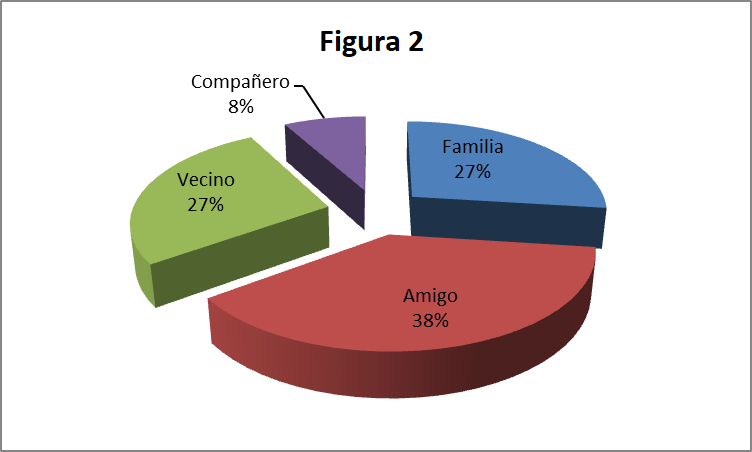 Figura 2
Compañero
8%
Familia
27%
Vecino
27%
Amigo
38%